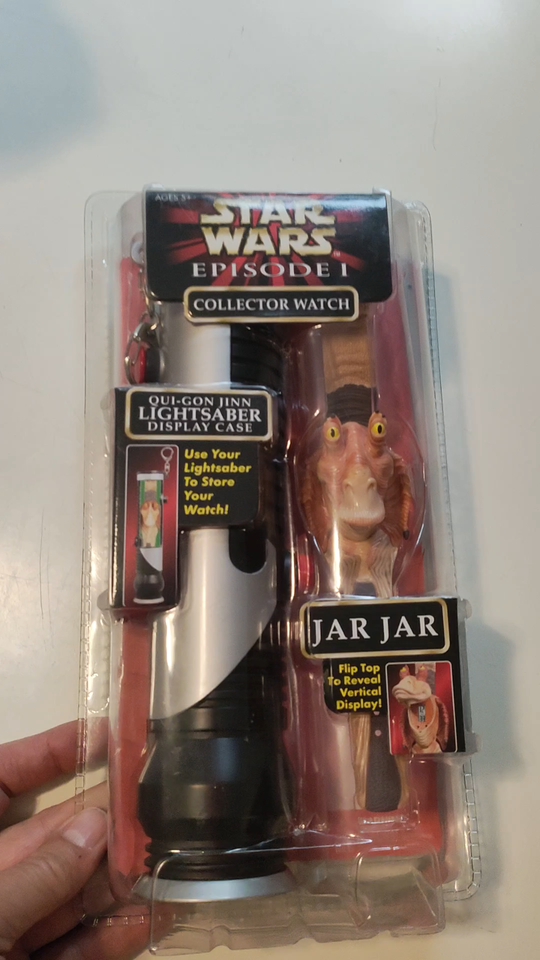 AGES 5+
STAR
WARS
EPISODE I
COLLECTOR WATCH
QUI-GON JINN
LIGHTSABER
DISPLAY CASE
Use Your
Lightsaber
To Store
Your
Watch!
JAR JAR
Flip Top
To Reveal
Vertical
Display!